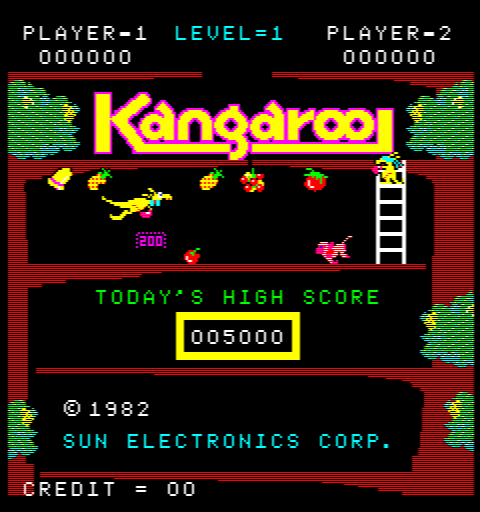 PLAYER-1 LEVEL=1 PLAYER-2
000000 000000
Kangaroo
200
TODAY'S HIGH SCORE
005000
©1982
SUN ELECTRONICS CORP.
CREDIT = 00